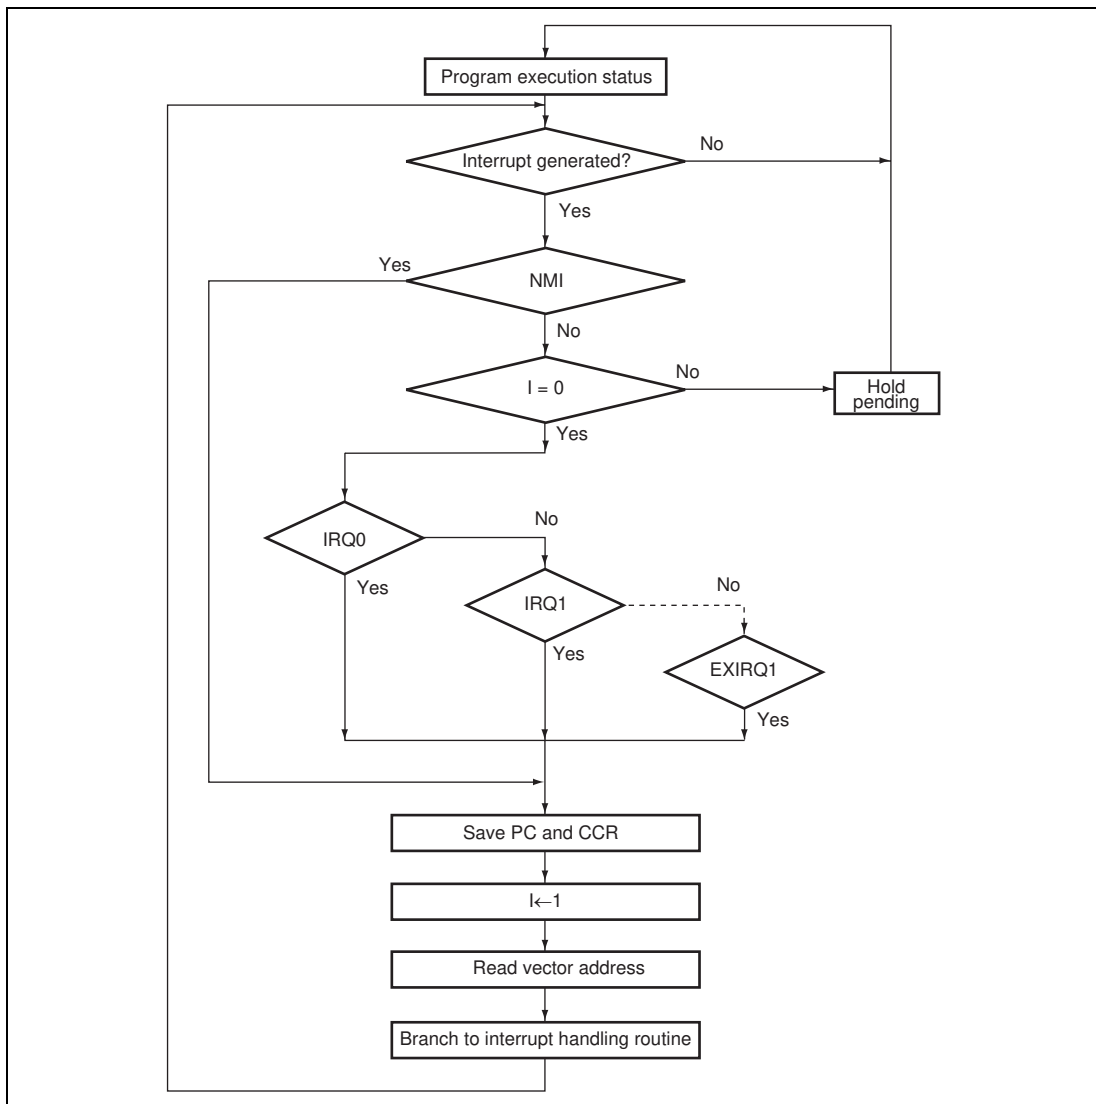 Program execution status
Interrupt generated?
No
Yes
Yes
NMI
No
I = 0
No
Hold
pending
Yes
IRQ0
No
Yes
IRQ1
No
Yes
EXIRQ1
Yes
Save PC and CCR
I←1
Read vector address
Branch to interrupt handling routine